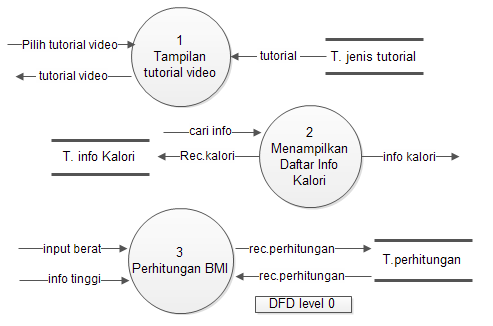 1
Tampilan
tutorial video
Pilih tutorial video
tutorial video
tutorial
T. jenis tutorial
cari info
2
Menampilkan
Daftar Info
Kalori
T. info Kalori
Rec.kalori
info kalori
input berat
info tinggi
3
Perhitungan BMI
rec.perhitungan
rec.perhitungan
T.perhitungan
DFD level 0